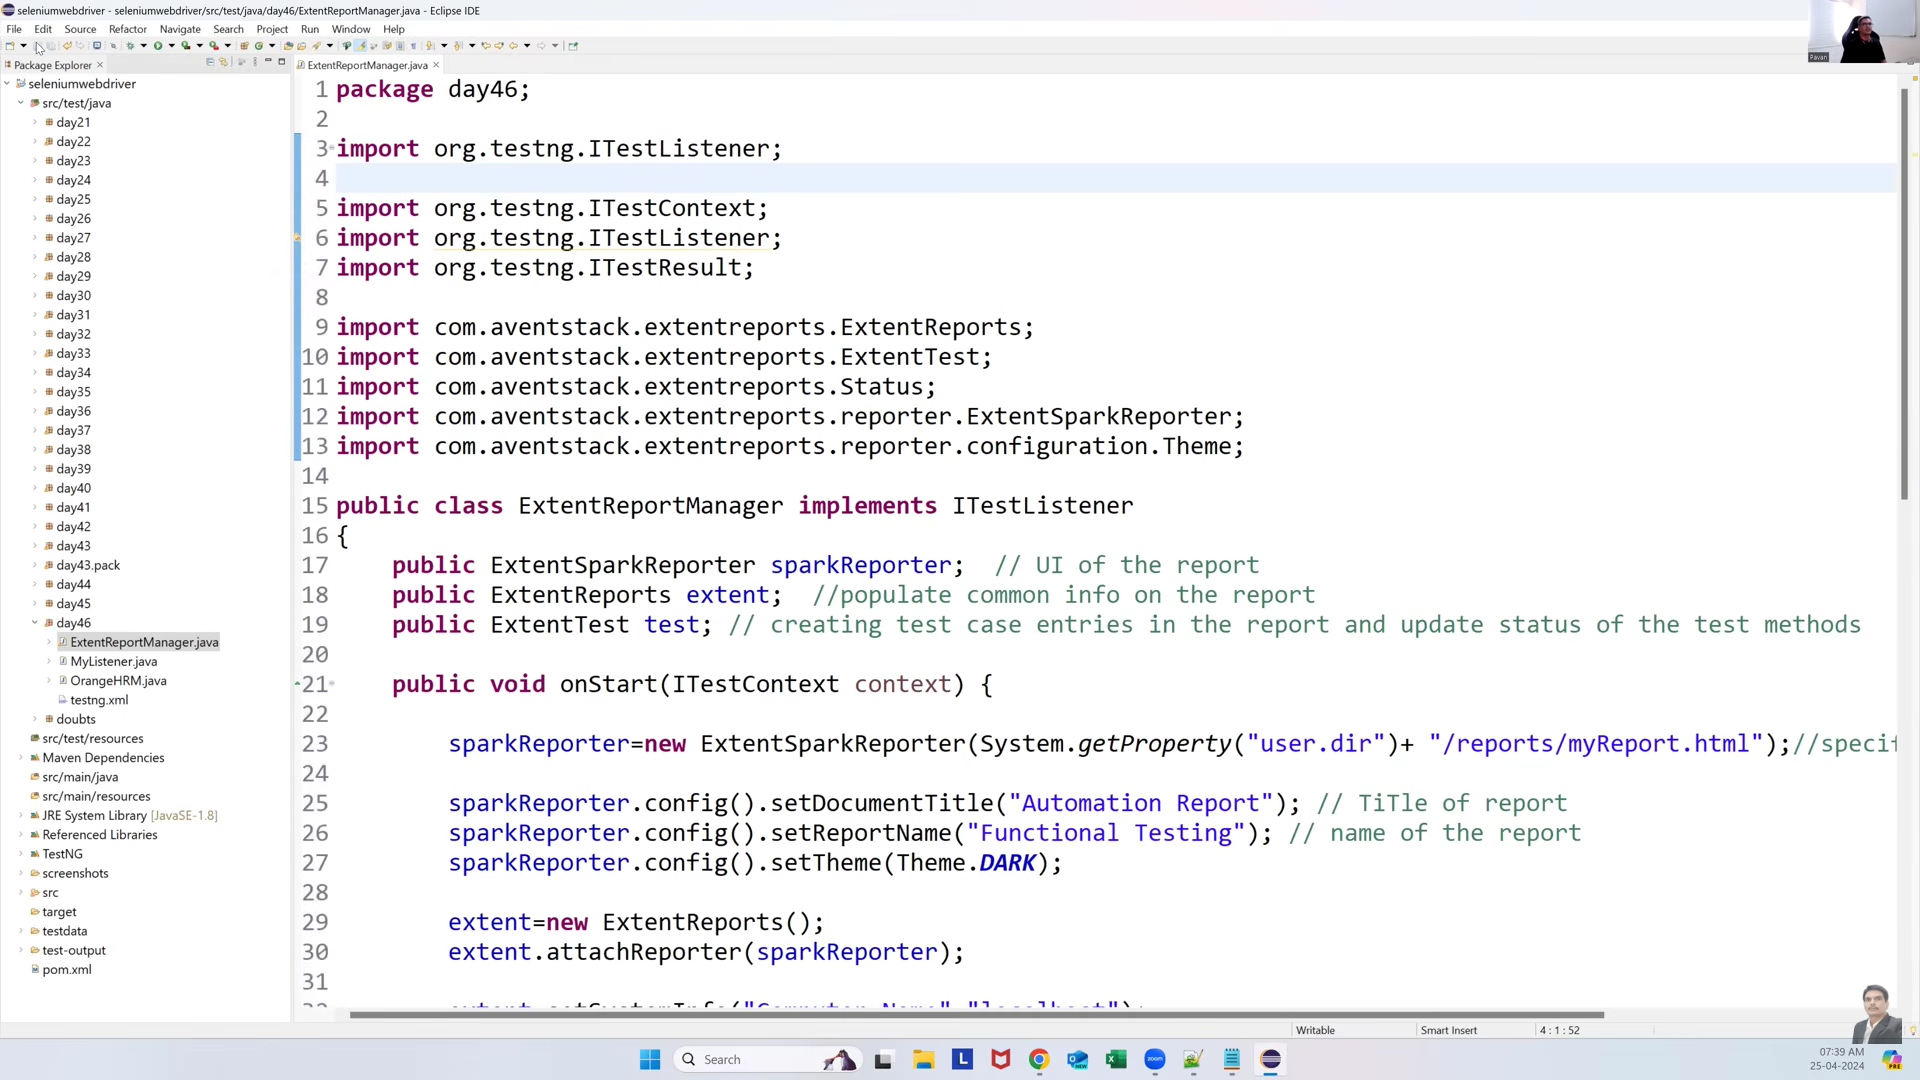 seleniumwebdriver - seleniumwebdriver/src/test/java/day46/ExtentReportManager.java - Eclipse IDE
File Edit Source Refactor Navigate Search Project Run Window Help
Package Explorer
seleniumwebdriver
src/test/java
day21
day22
day23
day24
day25
day26
day27
day28
day29
day30
day31
day32
day33
day34
day35
day36
day37
day38
day39
day40
day41
day42
day43
day43.pack
day44
day45
day46
ExtentReportManager.java
MyListener.java
OrangeHRM.java
testng.xml
doubts
src/test/resources
Maven Dependencies
src/main/java
src/main/resources
JRE System Library [JavaSE-1.8]
Referenced Libraries
TestNG
screenshots
src
target
testdata
test-output
pom.xml
ExtentReportManager.java
1 package day46;
2
3 import org.testng.ITestListener;
4
5 import org.testng.ITestContext;
6 import org.testng.ITestListener;
7 import org.testng.ITestResult;
8
9 import com.aventstack.extentreports.ExtentReports;
10 import com.aventstack.extentreports.ExtentTest;
11 import com.aventstack.extentreports.Status;
12 import com.aventstack.extentreports.reporter.ExtentSparkReporter;
13 import com.aventstack.extentreports.reporter.configuration.Theme;
14
15 public class ExtentReportManager implements ITestListener
16 {
17 public ExtentSparkReporter sparkReporter; // UI of the report
18 public ExtentReports extent; //populate common info on the report
19 public ExtentTest test; // creating test case entries in the report and update status of the test methods
20
21 public void onStart(ITestContext context) {
22
23 sparkReporter=new ExtentSparkReporter(System.getProperty("user.dir")+ "/reports/myReport.html");//specif
24
25 sparkReporter.config().setDocumentTitle("Automation Report"); // TiTle of report
26 sparkReporter.config().setReportName("Functional Testing"); // name of the report
27 sparkReporter.config().setTheme(Theme.DARK);
28
29 extent=new ExtentReports();
30 extent.attachReporter(sparkReporter);
31
32 extent.setSystemInfo("Computer Name","localhost");
Writable Smart Insert 4 : 1 : 52
Search
07:39 AM
25-04-2024
Pavan
PRE